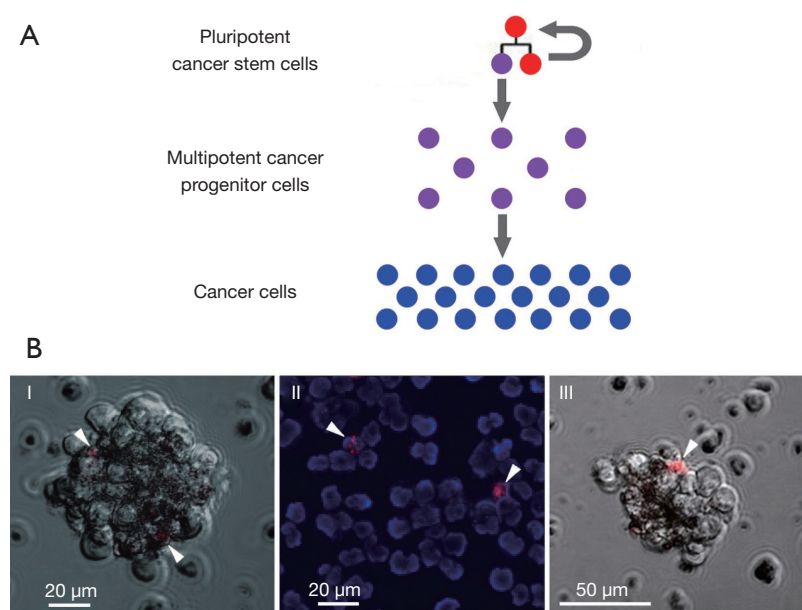 A
Pluripotent
cancer stem cells
Multipotent cancer
progenitor cells
Cancer cells
B
I
II
III
20 µm
20 µm
50 µm